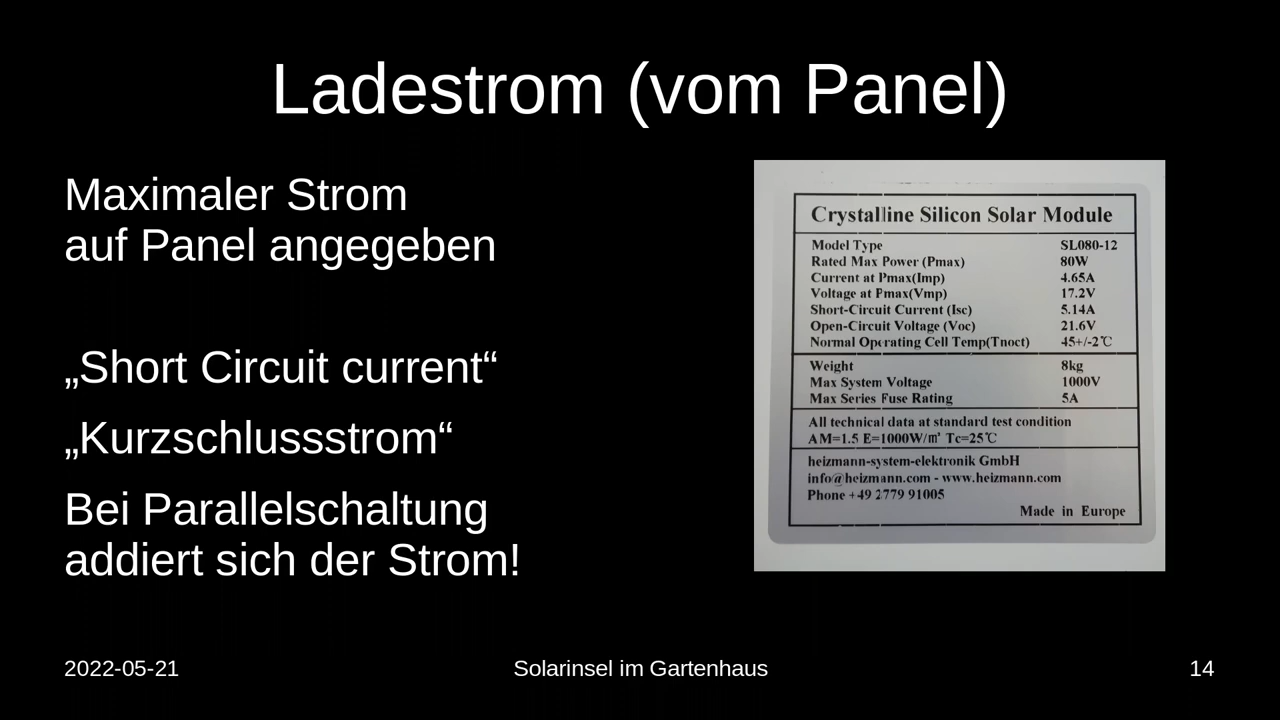 Ladestrom (vom Panel)
Maximaler Strom
auf Panel angegeben
„Short Circuit current“
„Kurzschlussstrom“
Bei Parallelschaltung
addiert sich der Strom!
Crystalline Silicon Solar Module
Model Type SL080-12
Rated Max Power (Pmax) 80W
Current at Pmax(Imp) 4.65A
Voltage at Pmax(Vmp) 17.2V
Short-Circuit Current (Isc) 5.14A
Open-Circuit Voltage (Voc) 21.6V
Normal Operating Cell Temp(Tnoct) 45+/-2℃
Weight 8kg
Max System Voltage 1000V
Max Series Fuse Rating 5A
All technical data at standard test condition
AM=1.5 E=1000W/㎡ Tc=25℃
heizmann-system-elektronik GmbH
info@heizmann.com - www.heizmann.com
Phone +49 2779 91005
Made in Europe
2022-05-21
Solarinsel im Gartenhaus
14